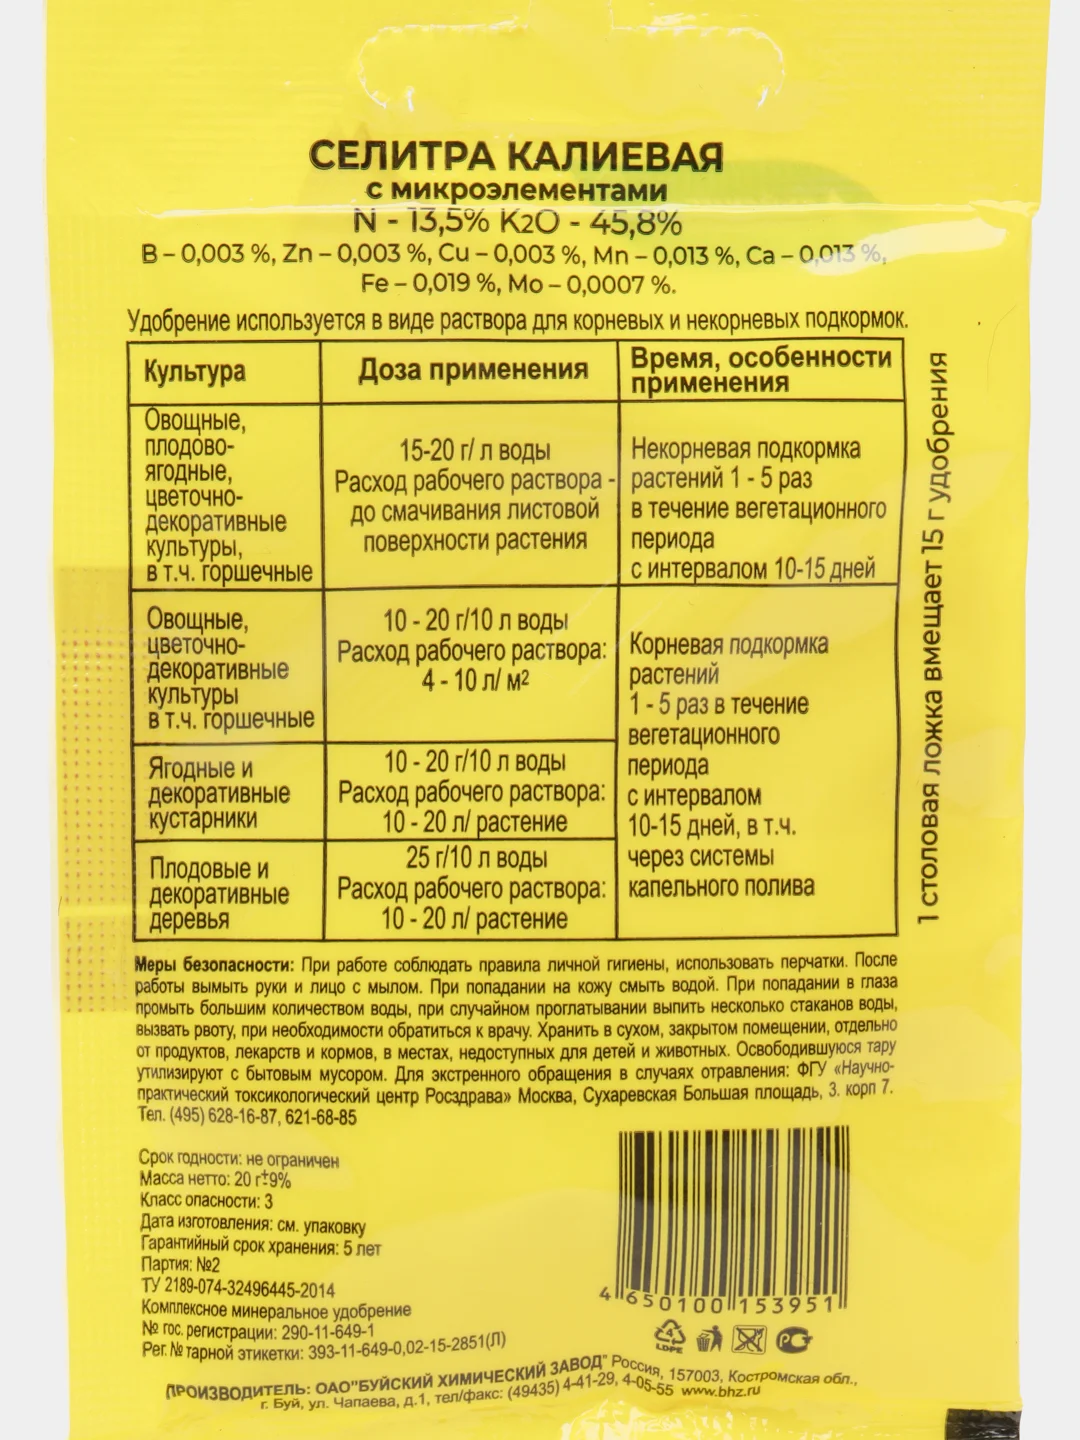 СЕЛИТРА КАЛИЕВАЯ
с микроэлементами
N - 13,5% K2O - 45,8%
B – 0,003 %, Zn – 0,003 %, Cu – 0,003 %, Mn – 0,013 %, Ca – 0,013 %,
Fe – 0,019 %, Mo – 0,0007 %.
Удобрение используется в виде раствора для корневых и некорневых подкормок.
Культура
Доза применения
Время, особенности
применения
Овощные,
плодово-
ягодные,
цветочно-
декоративные
культуры,
в т.ч. горшечные
15-20 г/ л воды
Расход рабочего раствора -
до смачивания листовой
поверхности растения
Некорневая подкормка
растений 1 - 5 раз
в течение вегетационного
периода
с интервалом 10-15 дней
Овощные,
цветочно-
декоративные
культуры
в т.ч. горшечные
10 - 20 г/10 л воды
Расход рабочего раствора:
4 - 10 л/ м²
Корневая подкормка
растений
1 - 5 раз в течение
вегетационного
периода
с интервалом
10-15 дней, в т.ч.
через системы
капельного полива
Ягодные и
декоративные
кустарники
10 - 20 г/10 л воды
Расход рабочего раствора:
10 - 20 л/ растение
Плодовые и
декоративные
деревья
25 г/10 л воды
Расход рабочего раствора:
10 - 20 л/ растение
1 столовая ложка вмещает 15 г удобрения
Меры безопасности: При работе соблюдать правила личной гигиены, использовать перчатки. После
работы вымыть руки и лицо с мылом. При попадании на кожу смыть водой. При попадании в глаза
промыть большим количеством воды, при случайном проглатывании выпить несколько стаканов воды,
вызвать рвоту, при необходимости обратиться к врачу. Хранить в сухом, закрытом помещении, отдельно
от продуктов, лекарств и кормов, в местах, недоступных для детей и животных. Освободившуюся тару
утилизируют с бытовым мусором. Для экстренного обращения в случаях отравления: ФГУ «Научно-
практический токсикологический центр Росздрава» Москва, Сухаревская Большая площадь, 3. корп 7.
Тел. (495) 628-16-87, 621-68-85
Срок годности: не ограничен
Масса нетто: 20 г±9%
Класс опасности: 3
Дата изготовления: см. упаковку
Гарантийный срок хранения: 5 лет
Партия: №2
ТУ 2189-074-32496445-2014
Комплексное минеральное удобрение
№ гос. регистрации: 290-11-649-1
Рег. № тарной этикетки: 393-11-649-0,02-15-2851(Л)
4 650100 153951
4
LDPE
РСТ
ПРОИЗВОДИТЕЛЬ: ОАО"БУЙСКИЙ ХИМИЧЕСКИЙ ЗАВОД" Россия, 157003, Костромская обл.,
г. Буй, ул. Чапаева, д.1, тел/факс: (49435) 4-41-29, 4-05-55 www.bhz.ru